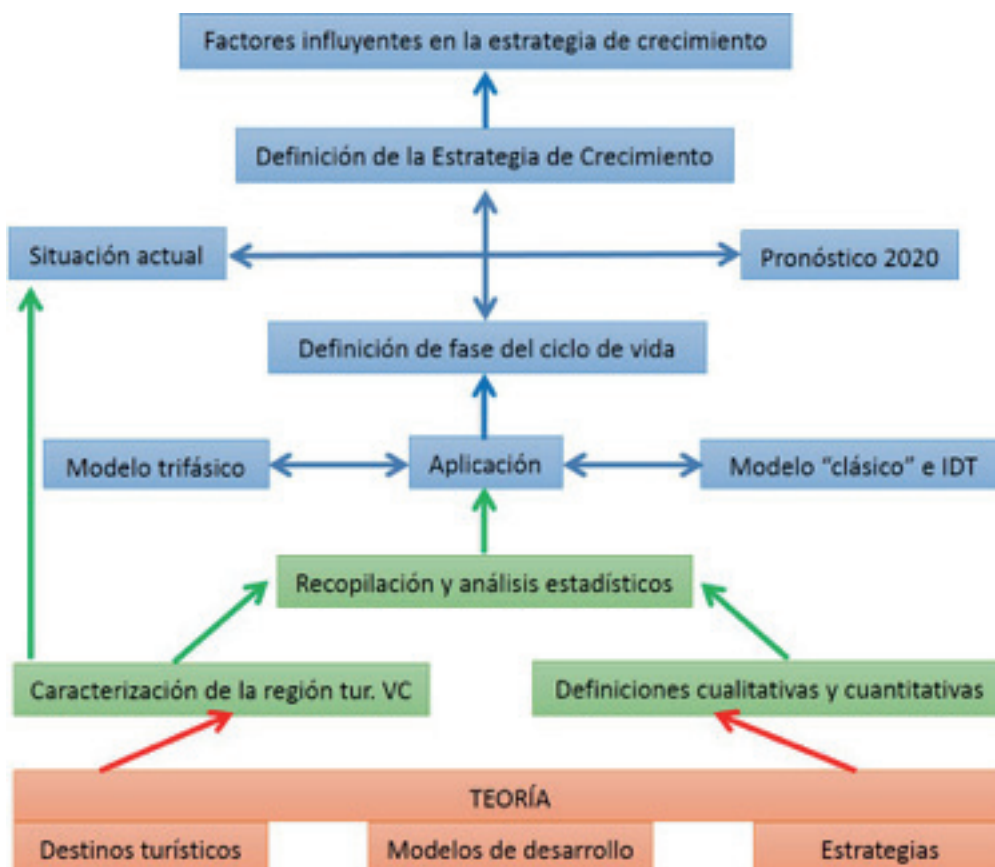 Factores influyentes en la estrategia de crecimiento
Definición de la Estrategia de Crecimiento
Situación actual
Pronóstico 2020
Definición de fase del ciclo de vida
Modelo trifásico
Aplicación
Modelo “clásico” e IDT
Recopilación y análisis estadísticos
Caracterización de la región tur. VC
Definiciones cualitativas y cuantitativas
TEORÍA
Destinos turísticos
Modelos de desarrollo
Estrategias